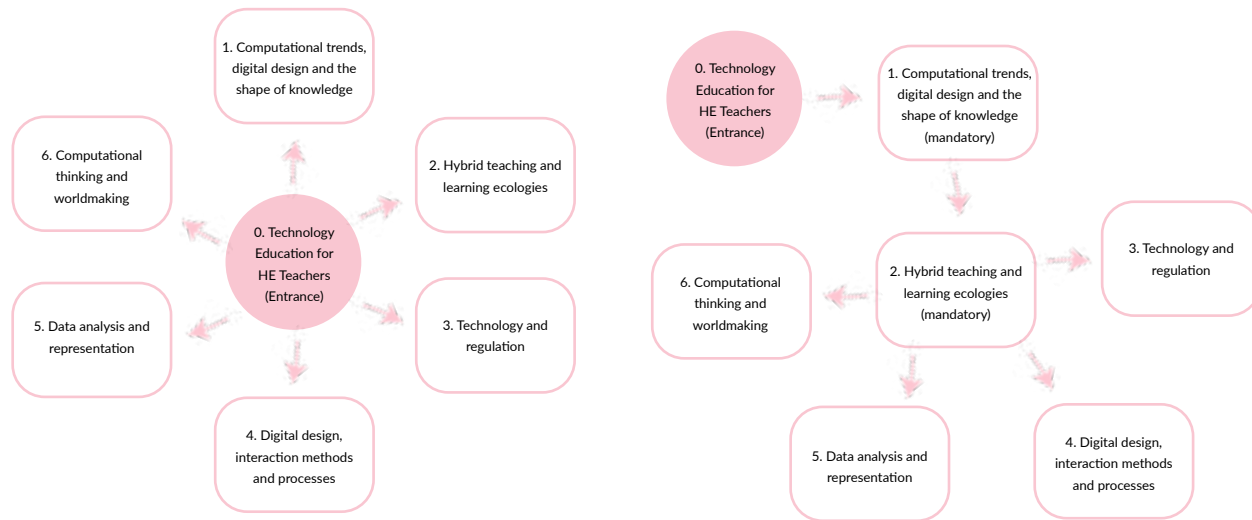 1. Computational trends,
digital design and the
shape of knowledge
6. Computational
thinking and
worldmaking
2. Hybrid teaching and
learning ecologies
0. Technology
Education for
HE Teachers
(Entrance)
5. Data analysis and
representation
3. Technology and
regulation
4. Digital design,
interaction methods
and processes
0. Technology
Education for
HE Teachers
(Entrance)
1. Computational trends,
digital design and the
shape of knowledge
(mandatory)
2. Hybrid teaching and
learning ecologies
(mandatory)
3. Technology and
regulation
6. Computational
thinking and
worldmaking
5. Data analysis and
representation
4. Digital design,
interaction methods
and processes